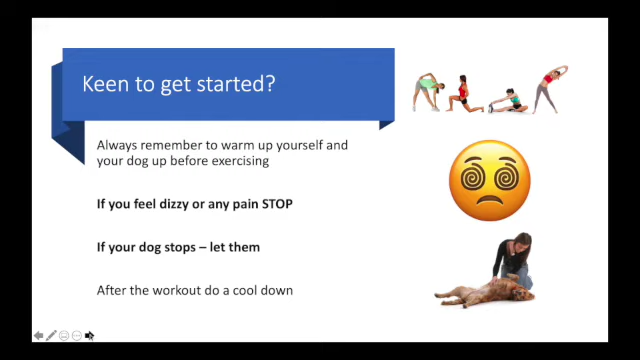 Keen to get started?
Always remember to warm up yourself and
your dog up before exercising
If you feel dizzy or any pain STOP
If your dog stops – let them
After the workout do a cool down